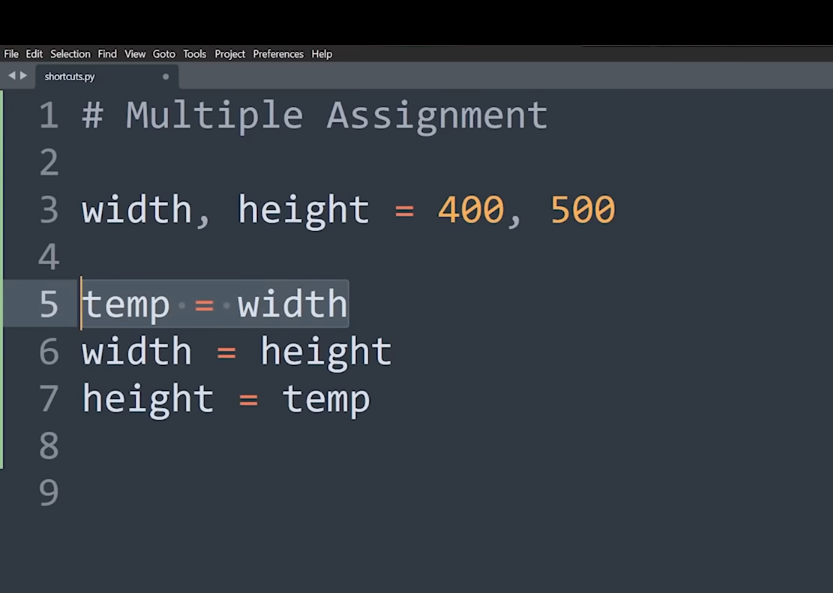 File Edit Selection Find View Goto Tools Project Preferences Help
shortcuts.py
1 # Multiple Assignment
2
3 width, height = 400, 500
4
5 temp = width
6 width = height
7 height = temp
8
9